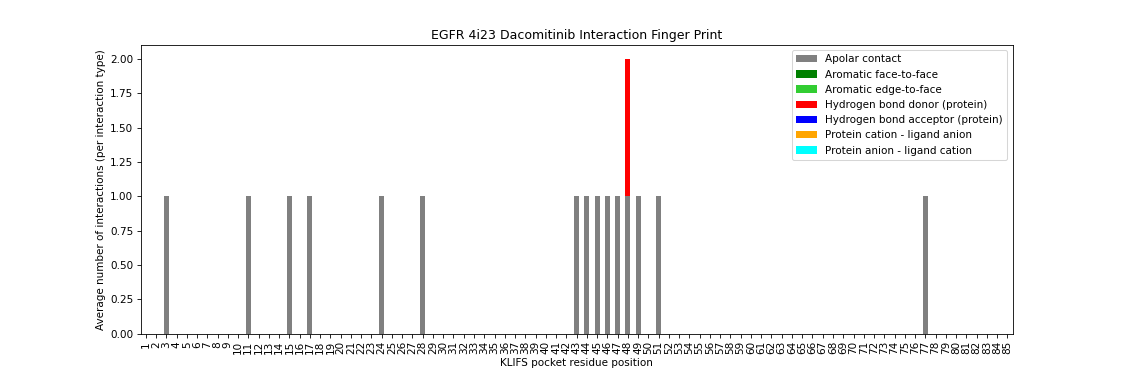 EGFR 4i23 Dacomitinib Interaction Finger Print
Average number of interactions (per interaction type)
2.00
1.75
1.50
1.25
1.00
0.75
0.50
0.25
0.00
Apolar contact
Aromatic face-to-face
Aromatic edge-to-face
Hydrogen bond donor (protein)
Hydrogen bond acceptor (protein)
Protein cation - ligand anion
Protein anion - ligand cation
1 2 3 4 5 6 7 8 9 10 11 12 13 14 15 16 17 18 19 20 21 22 23 24 25 26 27 28 29 30 31 32 33 34 35 36 37 38 39 40 41 42 43 44 45 46 47 48 49 50 51 52 53 54 55 56 57 58 59 60 61 62 63 64 65 66 67 68 69 70 71 72 73 74 75 76 77 78 79 80 81 82 83 84 85
KLIFS pocket residue position